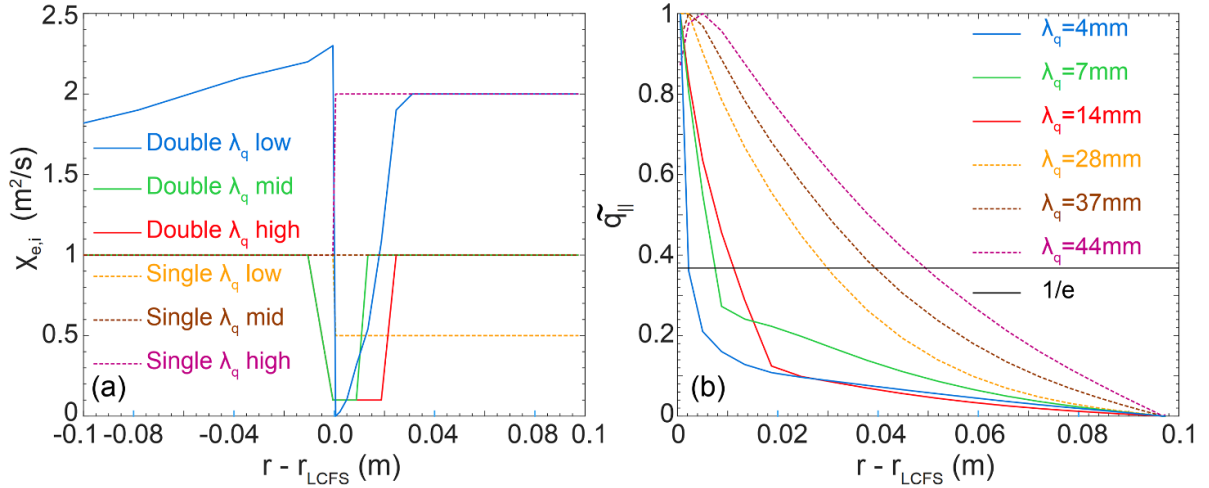 2.5
2
1.5
1
0.5
0
χe,i (m²/s)
Double λq low
Double λq mid
Double λq high
Single λq low
Single λq mid
Single λq high
(a)
-0.1 -0.08 -0.04 0.0 0.04 0.08 0.1
r - rLCFS (m)
1
0.8
0.6
0.4
0.2
0
q̃||
λq=4mm
λq=7mm
λq=14mm
λq=28mm
λq=37mm
λq=44mm
1/e
(b)
0 0.02 0.04 0.06 0.08 0.1
r - rLCFS (m)